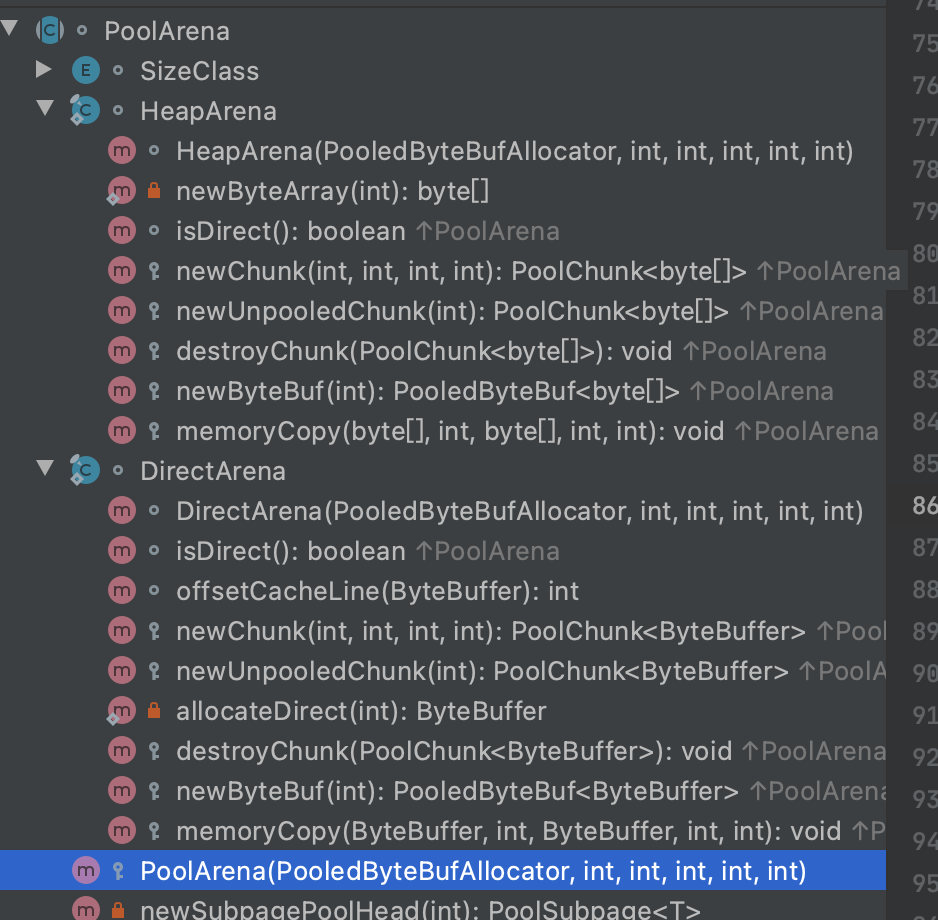 PoolArena
SizeClass
HeapArena
HeapArena(PooledByteBufAllocator, int, int, int, int, int)
newByteArray(int): byte[]
isDirect(): boolean ↑PoolArena
newChunk(int, int, int, int): PoolChunk<byte[]> ↑PoolArena
newUnpooledChunk(int): PoolChunk<byte[]> ↑PoolArena
destroyChunk(PoolChunk<byte[]>): void ↑PoolArena
newByteBuf(int): PooledByteBuf<byte[]> ↑PoolArena
memoryCopy(byte[], int, byte[], int, int): void ↑PoolArena
DirectArena
DirectArena(PooledByteBufAllocator, int, int, int, int, int)
isDirect(): boolean ↑PoolArena
offsetCacheLine(ByteBuffer): int
newChunk(int, int, int, int): PoolChunk<ByteBuffer> ↑Pool
newUnpooledChunk(int): PoolChunk<ByteBuffer> ↑PoolA
allocateDirect(int): ByteBuffer
destroyChunk(PoolChunk<ByteBuffer>): void ↑PoolArena
newByteBuf(int): PooledByteBuf<ByteBuffer> ↑PoolArena
memoryCopy(ByteBuffer, int, ByteBuffer, int, int): void ↑P
PoolArena(PooledByteBufAllocator, int, int, int, int, int)
newSubpagePoolHead(int): PoolSubpage<T>
75
76
77
78
79
80
81
82
83
84
85
86
87
88
89
90
91
92
93
94
95